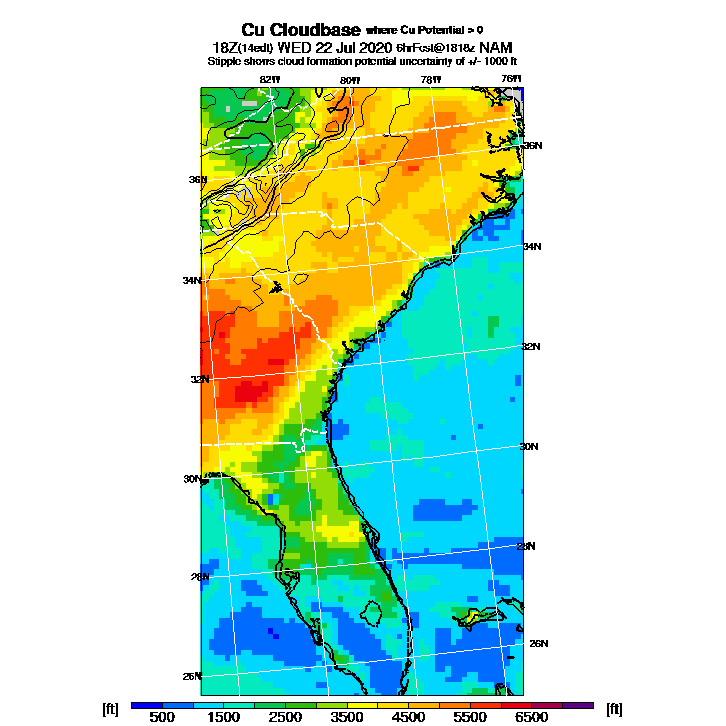 Cu Cloudbase where Cu Potential > 0
18Z(14edt) WED 22 Jul 2020 6hrFcst@1818z NAM
Stipple shows cloud formation potential uncertainty of +/- 1000 ft
82W 80W 78W 76W
36N
36N
34N
34N
32N
32N
30N
30N
28N
28N
26N
26N
[ft] 500 1500 2500 3500 4500 5500 6500 [ft]